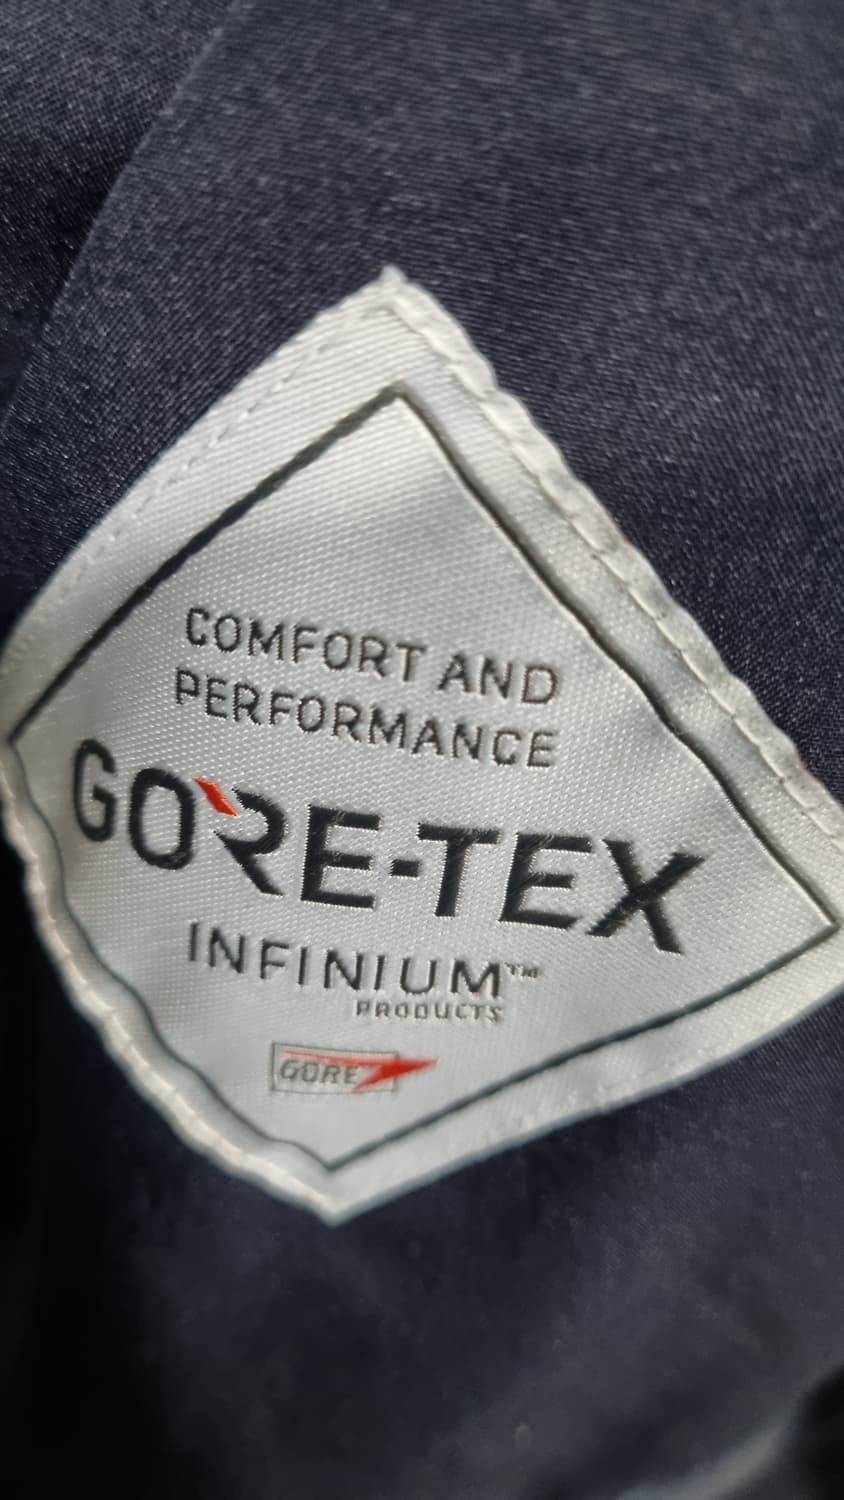 COMFORT AND
PERFORMANCE
GORE-TEX
INFINIUM™
PRODUCTS
GORE